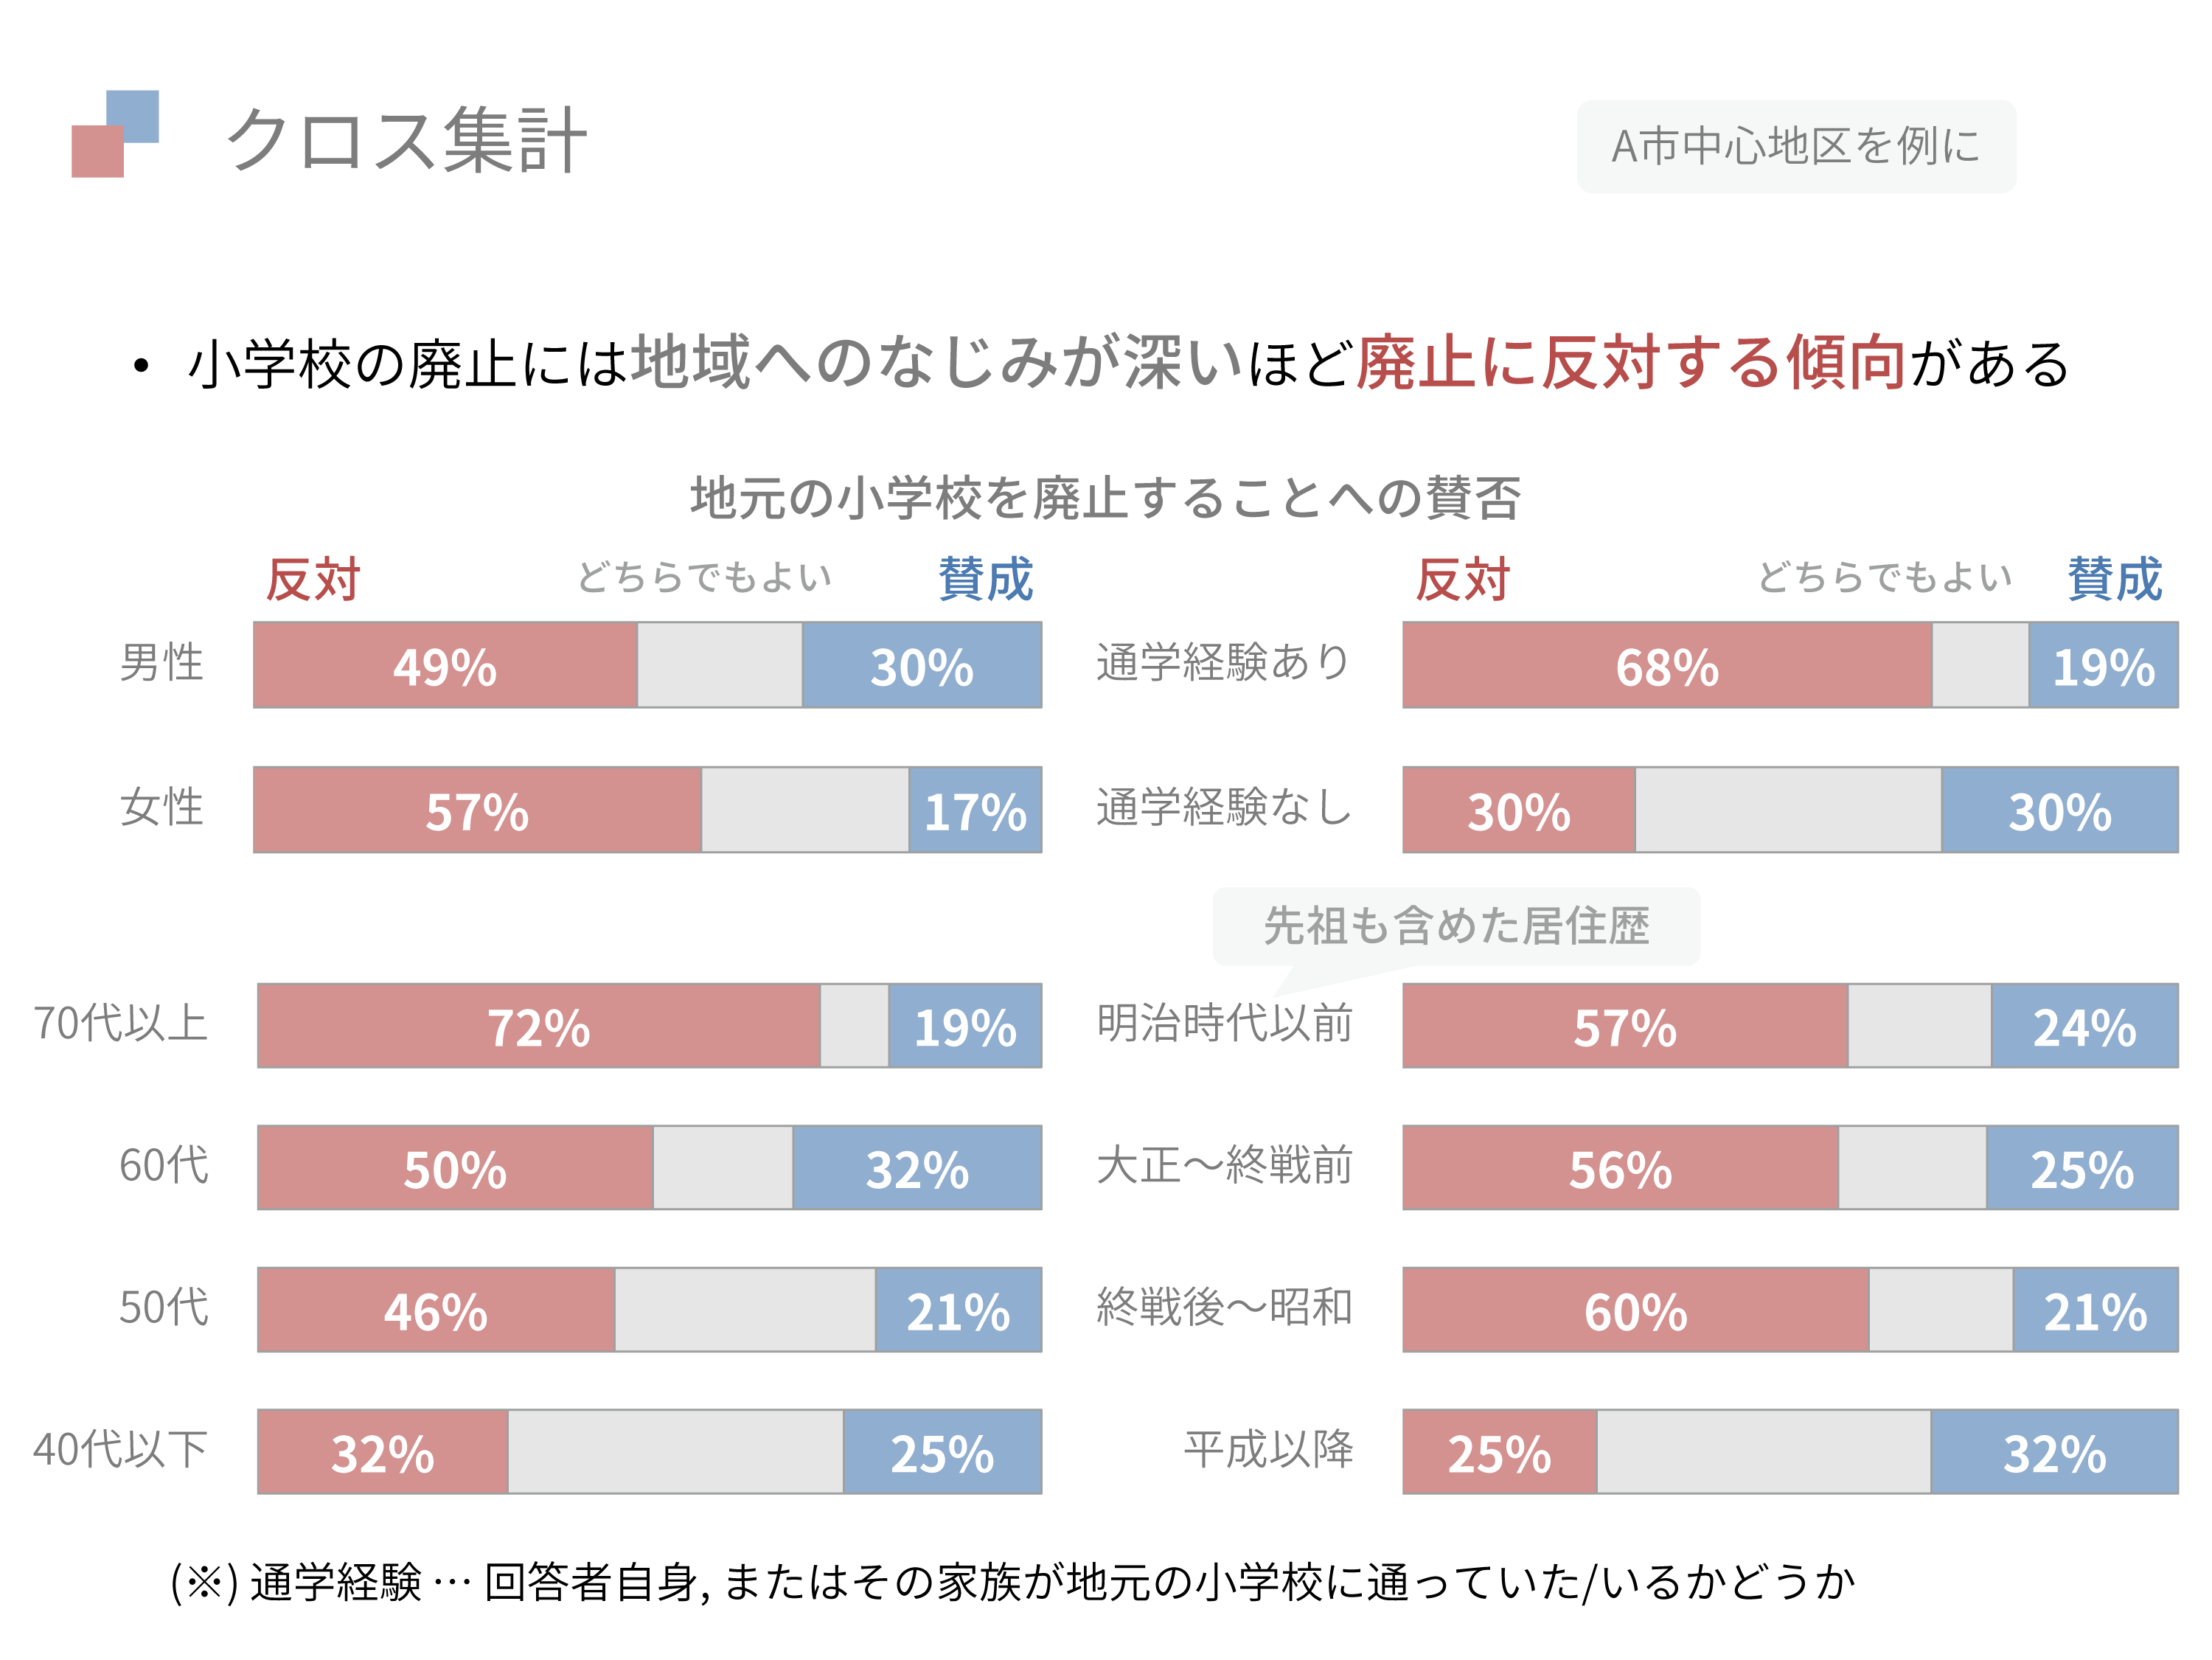 クロス集計
A市中心地区を例に
• 小学校の廃止には地域へのなじみが深いほど廃止に反対する傾向がある
地元の小学校を廃止することへの賛否
反対 どちらでもよい 賛成
男性 49% 30%
女性 57% 17%
70代以上 72% 19%
60代 50% 32%
50代 46% 21%
40代以下 32% 25%
反対 どちらでもよい 賛成
通学経験あり 68% 19%
通学経験なし 30% 30%
先祖も含めた居住歴
明治時代以前 57% 24%
大正～終戦前 56% 25%
終戦後～昭和 60% 21%
平成以降 25% 32%
(※) 通学経験 … 回答者自身, またはその家族が地元の小学校に通っていた/いるかどうか